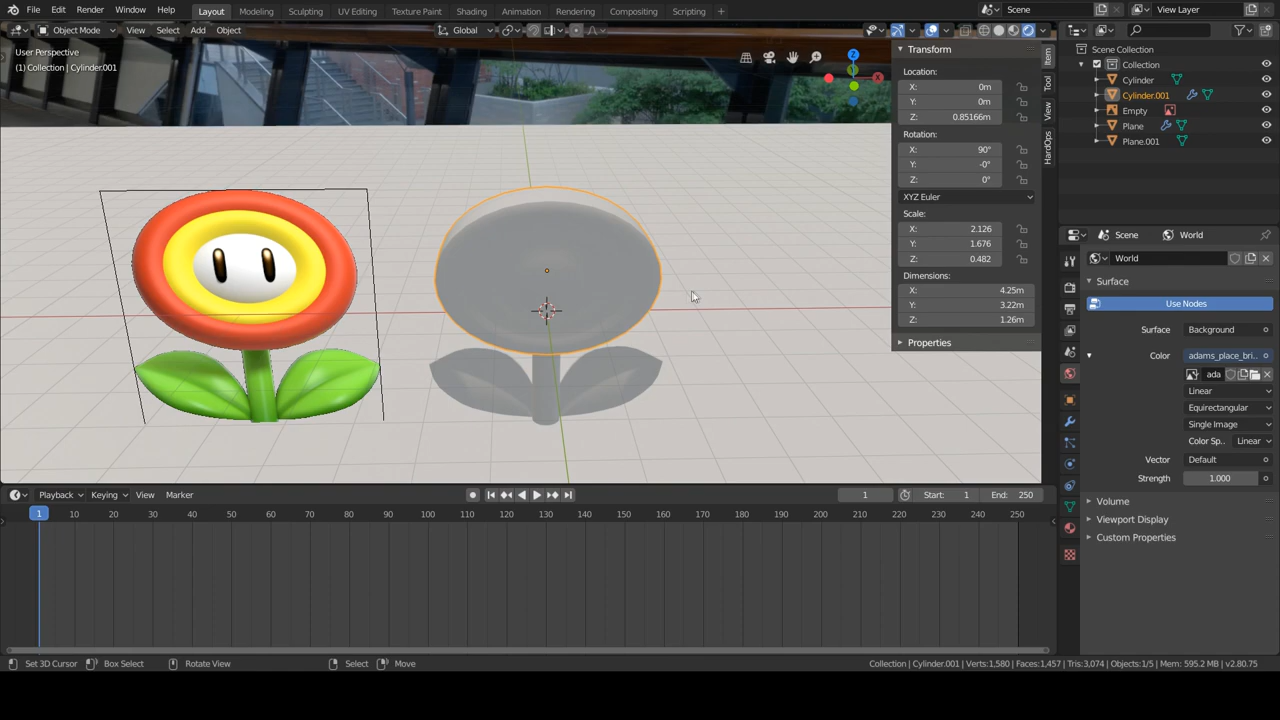 File Edit Render Window Help Layout Modeling Sculpting UV Editing Texture Paint Shading Animation Rendering Compositing Scripting + Scene View Layer
Object Mode View Select Add Object Global
User Perspective
(1) Collection | Cylinder.001
Z
X
Transform
Location:
X: 0m
Y: 0m
Z: 0.85166m
Rotation:
X: 90°
Y: -0°
Z: 0°
XYZ Euler
Scale:
X: 2.126
Y: 1.676
Z: 0.482
Dimensions:
X: 4.25m
Y: 3.22m
Z: 1.26m
Properties
Item
Tool
View
HardOps
Scene Collection
Collection
Cylinder
Cylinder.001
Empty
Plane
Plane.001
Scene World
World
Surface
Use Nodes
Surface: Background
Color adams_place_bri..
ada
Linear
Equirectangular
Single Image
Color Sp.. Linear
Vector Default
Strength 1.000
Volume
Viewport Display
Custom Properties
Playback Keying View Marker 1 Start: 1 End: 250
1 10 20 30 40 50 60 70 80 90 100 110 120 130 140 150 160 170 180 190 200 210 220 230 240 250
Set 3D Cursor Box Select Rotate View Select Move Collection | Cylinder.001 | Verts:1,580 | Faces:1,457 | Tris:3,074 | Objects:1/5 | Mem: 595.2 MB | v2.80.75